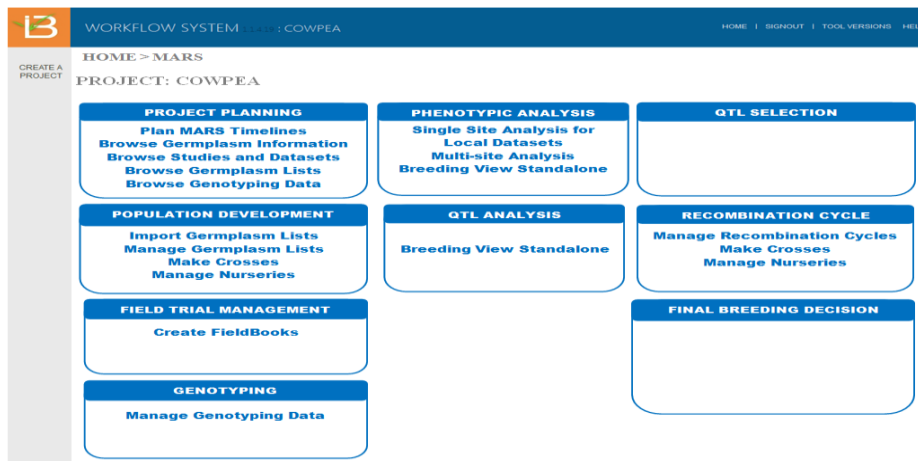 B
WORKFLOW SYSTEM : COWPEA
HOME | SIGNOUT | TOOL VERSIONS HEL
CREATE A
PROJECT
HOME > MARS
PROJECT: COWPEA
PROJECT PLANNING
Plan MARS Timelines
Browse Germplasm Information
Browse Studies and Datasets
Browse Germplasm Lists
Browse Genotyping Data
PHENOTYPIC ANALYSIS
Single Site Analysis for
Local Datasets
Multi-site Analysis
Breeding View Standalone
QTL SELECTION
POPULATION DEVELOPMENT
Import Germplasm Lists
Manage Germplasm Lists
Make Crosses
Manage Nurseries
QTL ANALYSIS
Breeding View Standalone
RECOMBINATION CYCLE
Manage Recombination Cycles
Make Crosses
Manage Nurseries
FIELD TRIAL MANAGEMENT
Create FieldBooks
FINAL BREEDING DECISION
GENOTYPING
Manage Genotyping Data